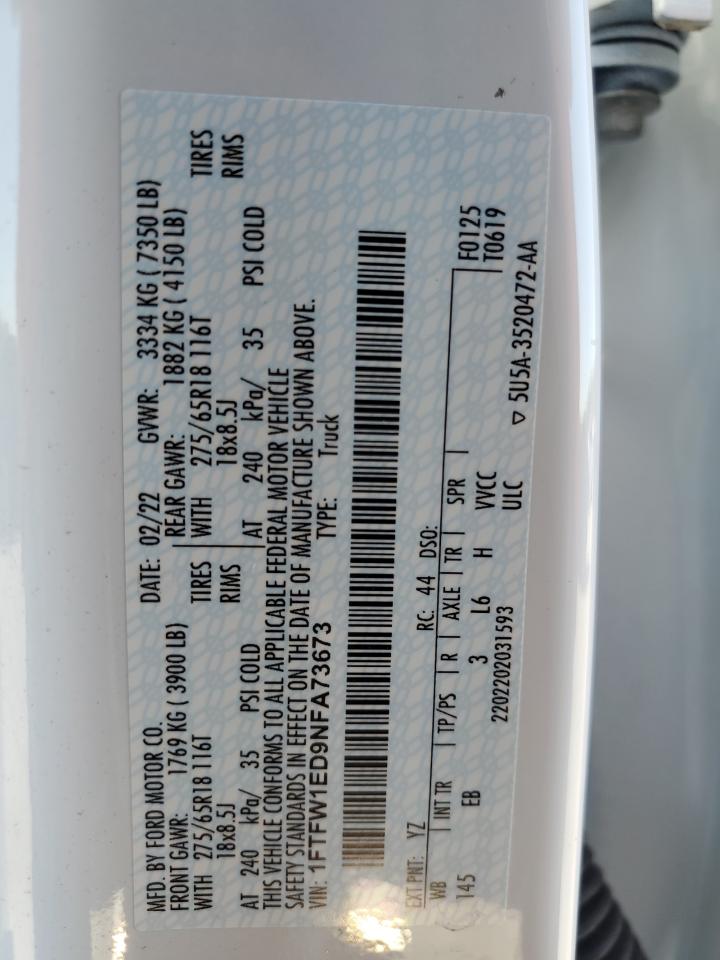 MFD. BY FORD MOTOR CO. DATE: 02/22 GVWR: 3334 KG ( 7350 LB)
FRONT GAWR: 1769 KG ( 3900 LB) REAR GAWR: 1882 KG ( 4150 LB)
WITH 275/65R18 116T TIRES WITH 275/65R18 116T TIRES
18x8.5J RIMS 18x8.5J RIMS
AT 240 kPa/ 35 PSI COLD AT 240 kPa/ 35 PSI COLD
THIS VEHICLE CONFORMS TO ALL APPLICABLE FEDERAL MOTOR VEHICLE
SAFETY STANDARDS IN EFFECT ON THE DATE OF MANUFACTURE SHOWN ABOVE.
VIN: 1FTFW1ED9NFA73673 TYPE: Truck
EXT PNT: YZ RC: 44 DSO:
WB INT TR TP/PS R AXLE TR SPR F0125
145 EB 3 L6 H VVCC T0619
2202202031593 ULC
▽ 5U5A-3520472-AA